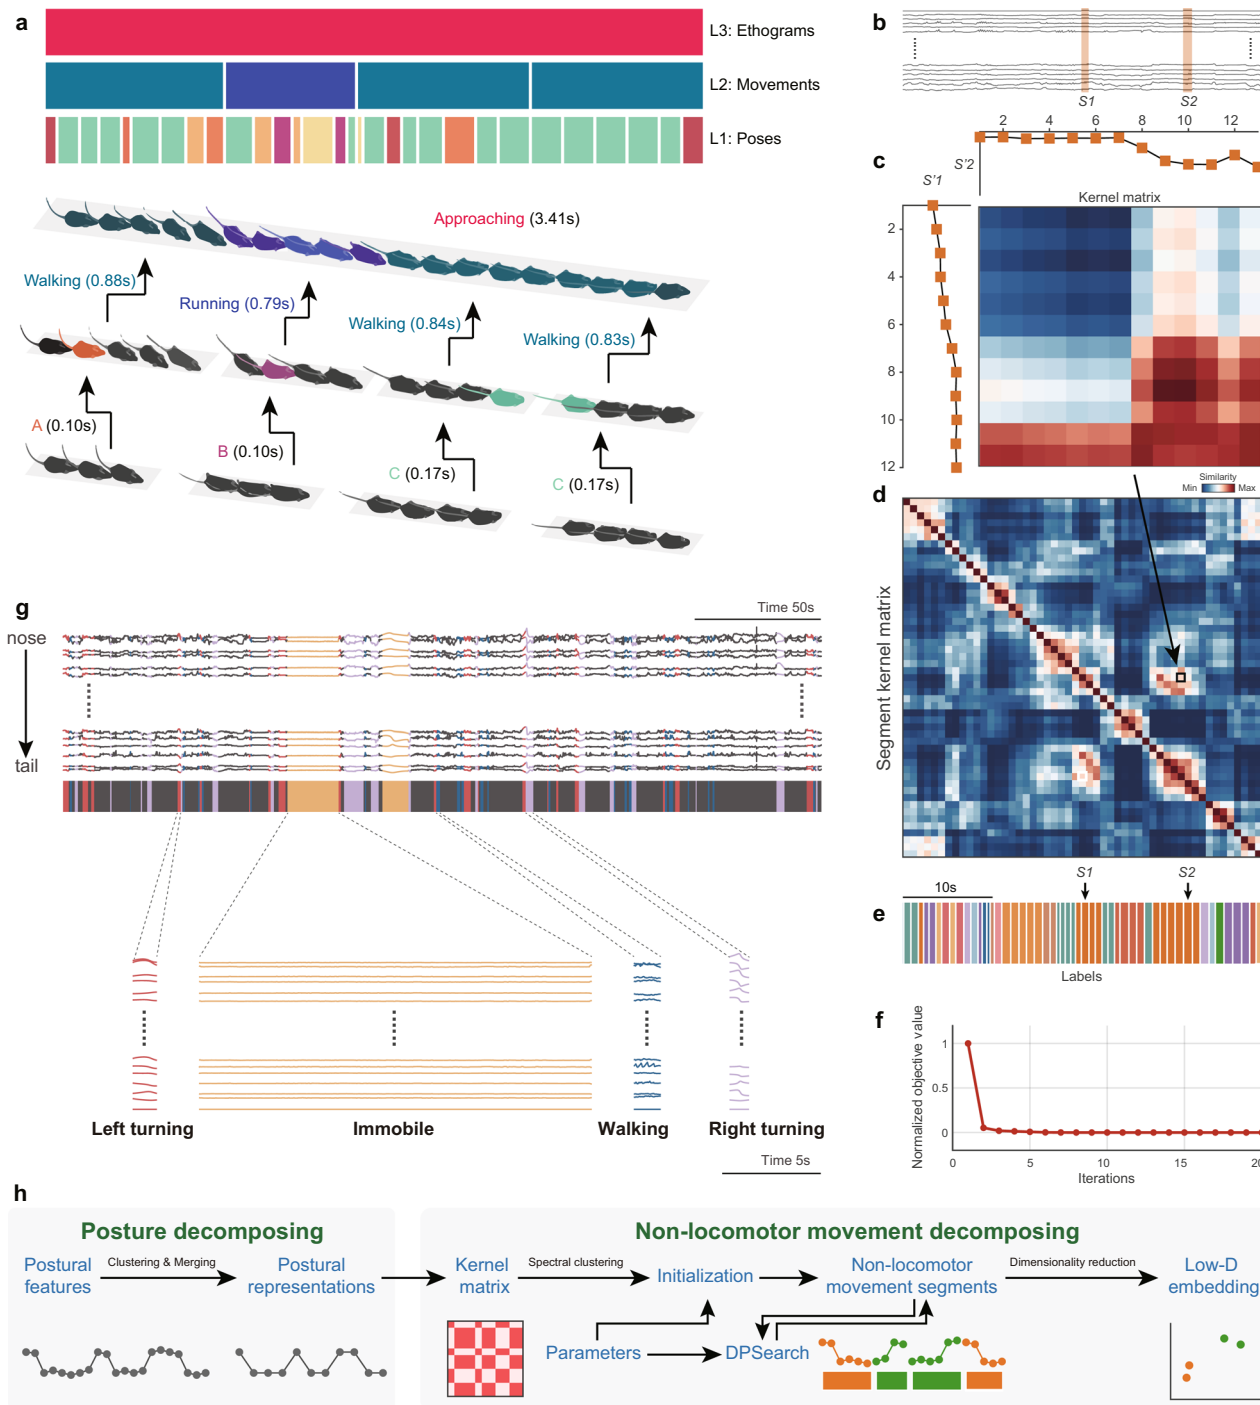 a
L3: Ethograms
L2: Movements
L1: Poses
Approaching (3.41s)
Walking (0.88s)
Running (0.79s)
Walking (0.84s)
Walking (0.83s)
A (0.10s)
B (0.10s)
C (0.17s)
C (0.17s)
b
S1 S2
2 4 6 8 10 12
c
S'2
S'1
Kernel matrix
2
4
6
8
10
12
Similarity
Min Max
d
Segment kernel matrix
S1 S2
e
10s
Labels
f
Normalized objective value
1
0.5
0
0 5 10 15 20
Iterations
g
Time 50s
nose
tail
Left turning Immobile Walking Right turning
Time 5s
h
Posture decomposing
Postural
features
Clustering & Merging
Postural
representations
Non-locomotor movement decomposing
Kernel
matrix
Spectral clustering
Initialization
Non-locomotor
movement segments
Dimensionality reduction
Low-D
embedding
Parameters
DPSearch